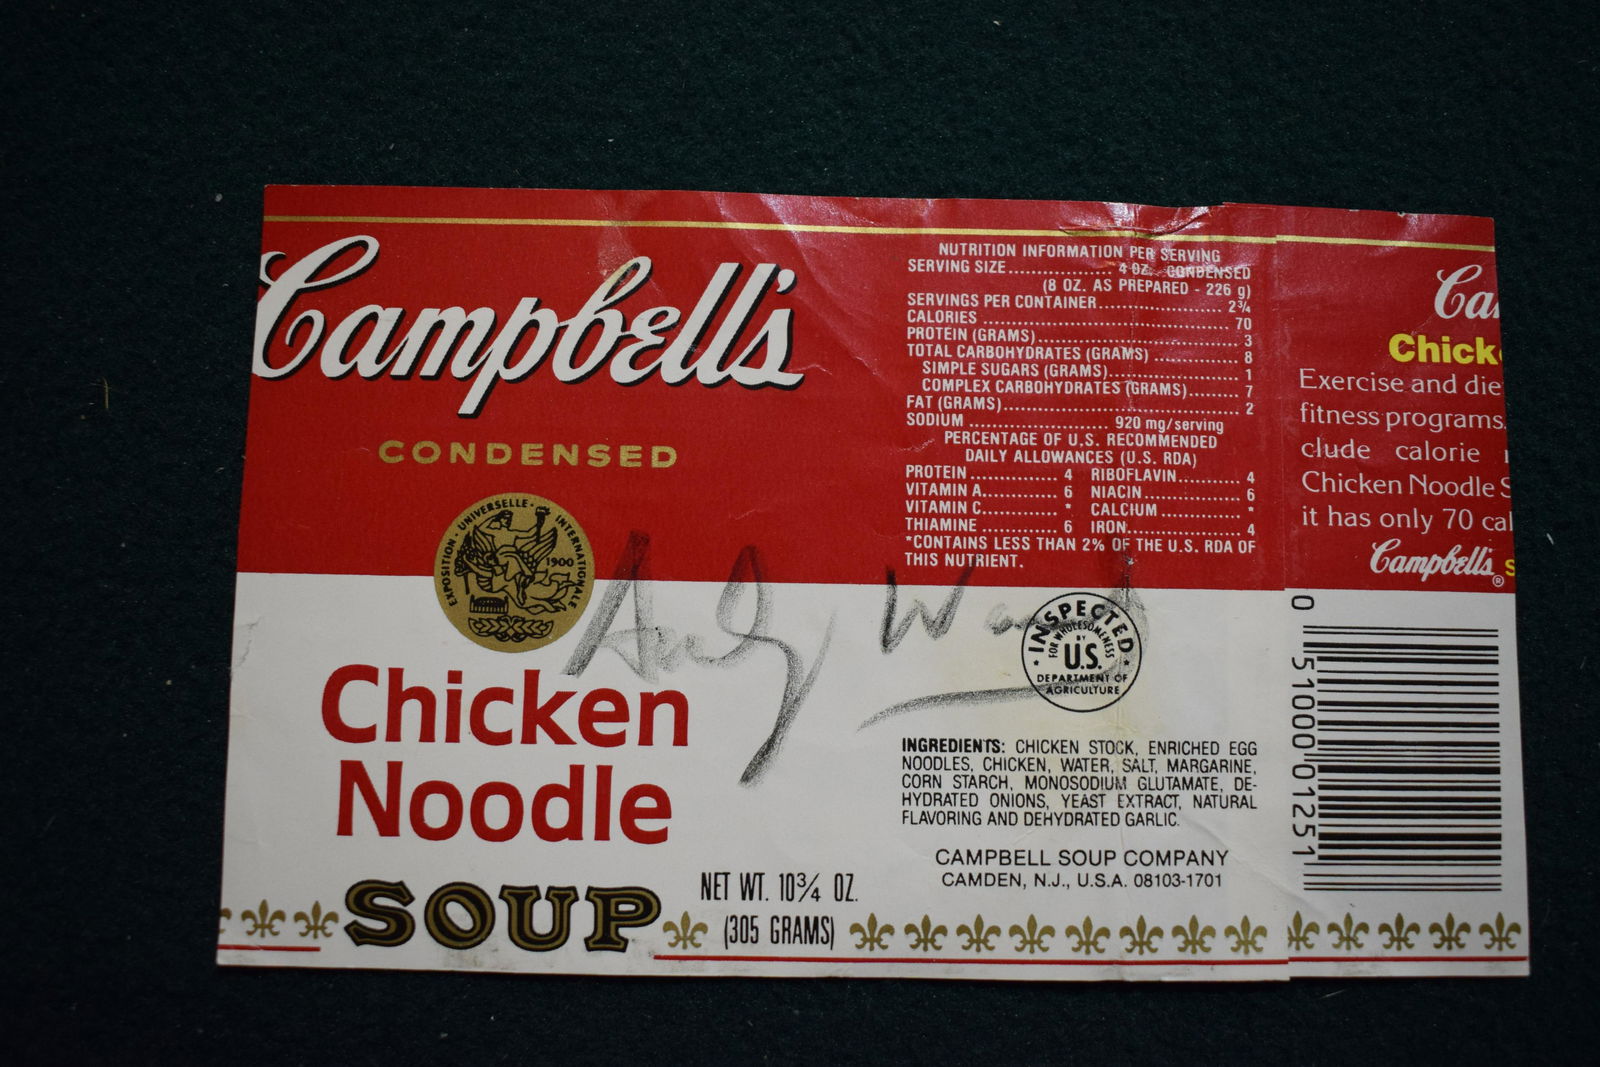 Campbell's
CONDENSED
EXPOSITION · UNIVERSELLE · INTERNATIONALE
1900
Chicken
Noodle
SOUP
NET WT. 10¾ OZ.
(305 GRAMS)
Andy
NUTRITION INFORMATION PER SERVING
SERVING SIZE................. 4 OZ. CONDENSED
(8 OZ. AS PREPARED - 226 g)
SERVINGS PER CONTAINER................ 2¾
CALORIES ................................... 70
PROTEIN (GRAMS)........................... 3
TOTAL CARBOHYDRATES (GRAMS) ........... 8
SIMPLE SUGARS (GRAMS).................. 1
COMPLEX CARBOHYDRATES (GRAMS)....... 7
FAT (GRAMS)................................ 2
SODIUM ........................ 920 mg/serving
PERCENTAGE OF U.S. RECOMMENDED
DAILY ALLOWANCES (U.S. RDA)
PROTEIN.............. 4 RIBOFLAVIN........... 4
VITAMIN A............ 6 NIACIN............... 6
VITAMIN C............ * CALCIUM ............. *
THIAMINE ............ 6 IRON................. 4
*CONTAINS LESS THAN 2% OF THE U.S. RDA OF
THIS NUTRIENT.
INSPECTED
FOR WHOLESOMENESS
BY
U.S.
DEPARTMENT OF
AGRICULTURE
INGREDIENTS: CHICKEN STOCK, ENRICHED EGG
NOODLES, CHICKEN, WATER, SALT, MARGARINE,
CORN STARCH, MONOSODIUM GLUTAMATE, DE-
HYDRATED ONIONS, YEAST EXTRACT, NATURAL
FLAVORING AND DEHYDRATED GARLIC.
CAMPBELL SOUP COMPANY
CAMDEN, N.J., U.S.A. 08103-1701
Ca
Chick
Exercise and die
fitness programs.
clude calorie
Chicken Noodle S
it has only 70 cal
Campbell's® S
0 51000 01251